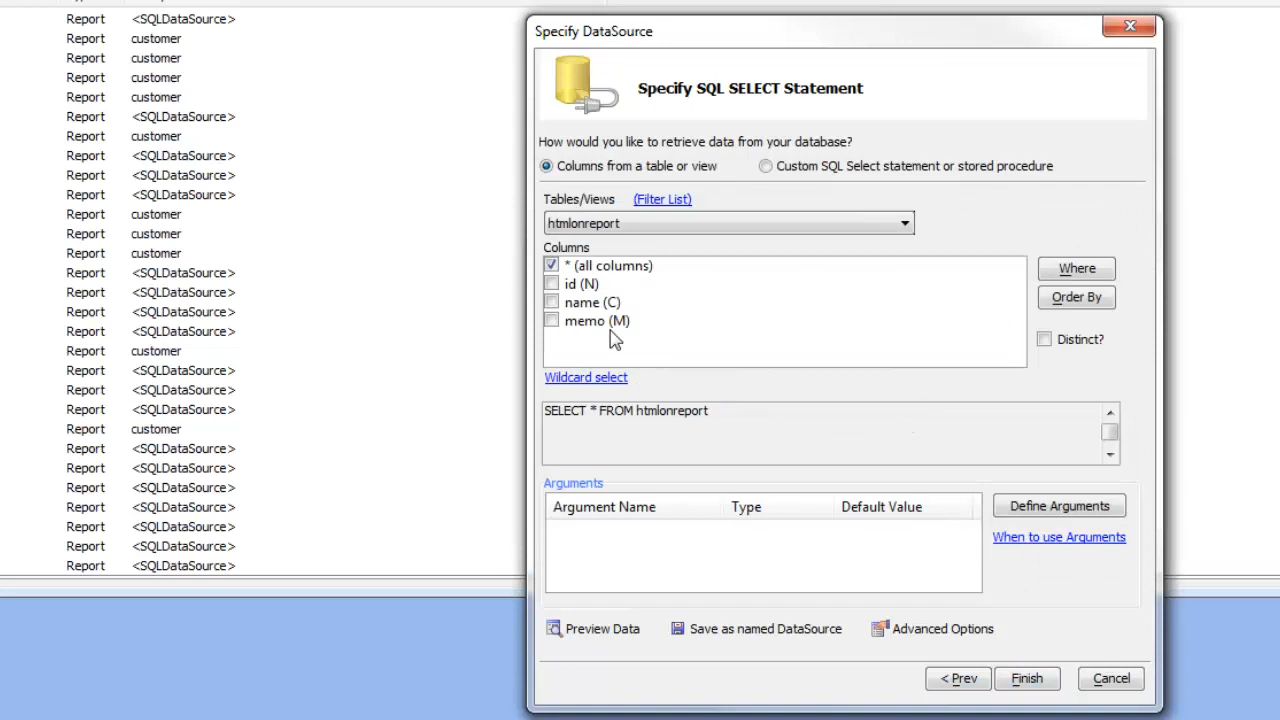 Report <SQLDataSource>
Report customer
Report customer
Report customer
Report customer
Report <SQLDataSource>
Report customer
Report <SQLDataSource>
Report <SQLDataSource>
Report <SQLDataSource>
Report customer
Report customer
Report customer
Report <SQLDataSource>
Report <SQLDataSource>
Report <SQLDataSource>
Report <SQLDataSource>
Report customer
Report <SQLDataSource>
Report <SQLDataSource>
Report <SQLDataSource>
Report customer
Report <SQLDataSource>
Report <SQLDataSource>
Report <SQLDataSource>
Report <SQLDataSource>
Report <SQLDataSource>
Report <SQLDataSource>
Report <SQLDataSource>
Specify DataSource
Specify SQL SELECT Statement
How would you like to retrieve data from your database?
Columns from a table or view Custom SQL Select statement or stored procedure
Tables/Views (Filter List)
htmlonreport
Columns
* (all columns)
id (N)
name (C)
memo (M)
Where
Order By
Distinct?
Wildcard select
SELECT * FROM htmlonreport
Arguments
Argument Name Type Default Value
Define Arguments
When to use Arguments
Preview Data Save as named DataSource Advanced Options
< Prev Finish Cancel